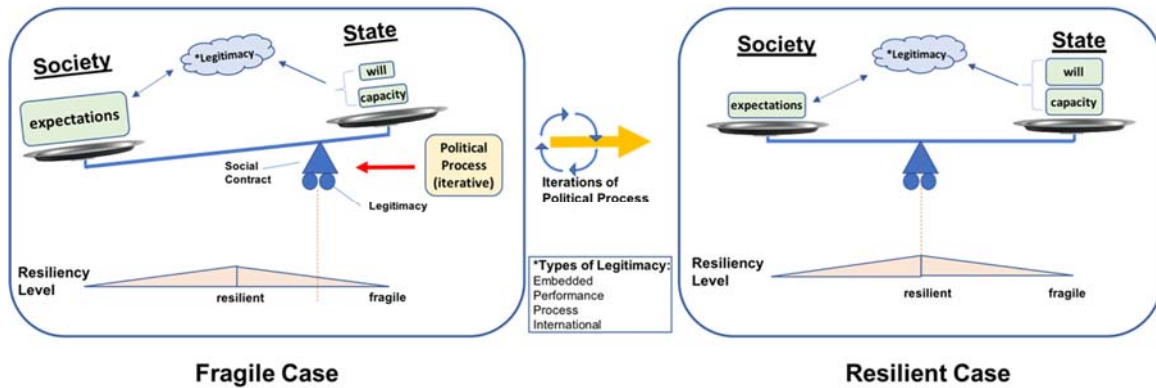 Society
*Legitimacy
State
will
capacity
expectations
Social
Contract
Political
Process
(iterative)
Legitimacy
Resiliency
Level
resilient
fragile
Fragile Case
Iterations of
Political Process
*Types of Legitimacy:
Embedded
Performance
Process
International
Society
*Legitimacy
State
will
capacity
expectations
Resiliency
Level
resilient
fragile
Resilient Case